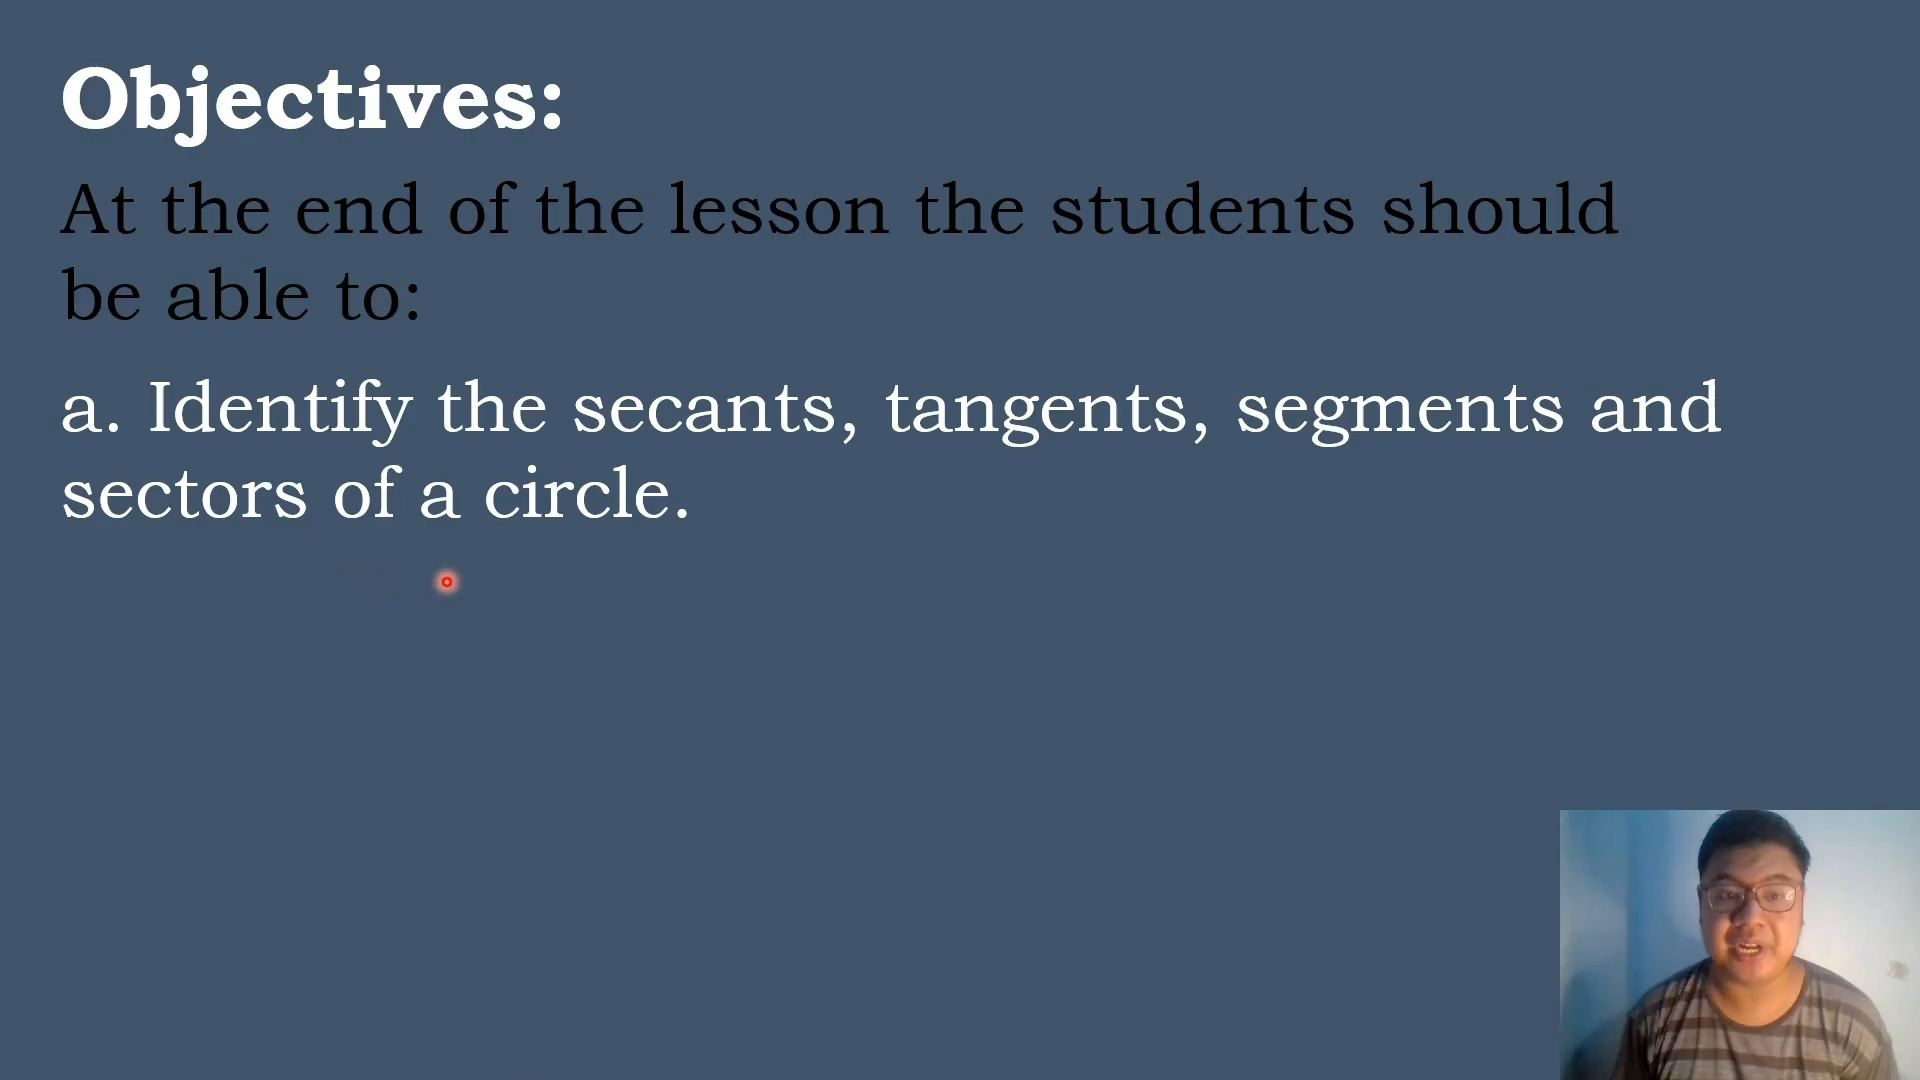 Objectives:
At the end of the lesson the students should
be able to:
a. Identify the secants, tangents, segments and
sectors of a circle.